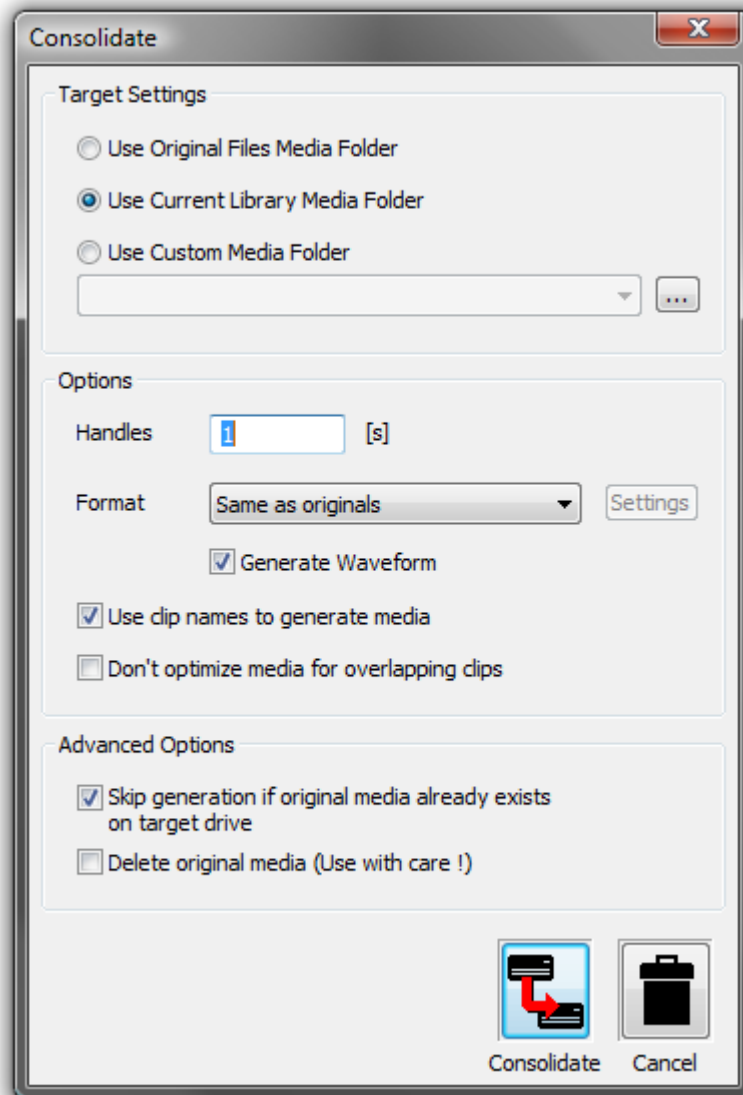 Consolidate
Target Settings
Use Original Files Media Folder
Use Current Library Media Folder
Use Custom Media Folder
...
Options
Handles 1 [s]
Format Same as originals Settings
Generate Waveform
Use clip names to generate media
Don't optimize media for overlapping clips
Advanced Options
Skip generation if original media already exists
on target drive
Delete original media (Use with care !)
Consolidate Cancel